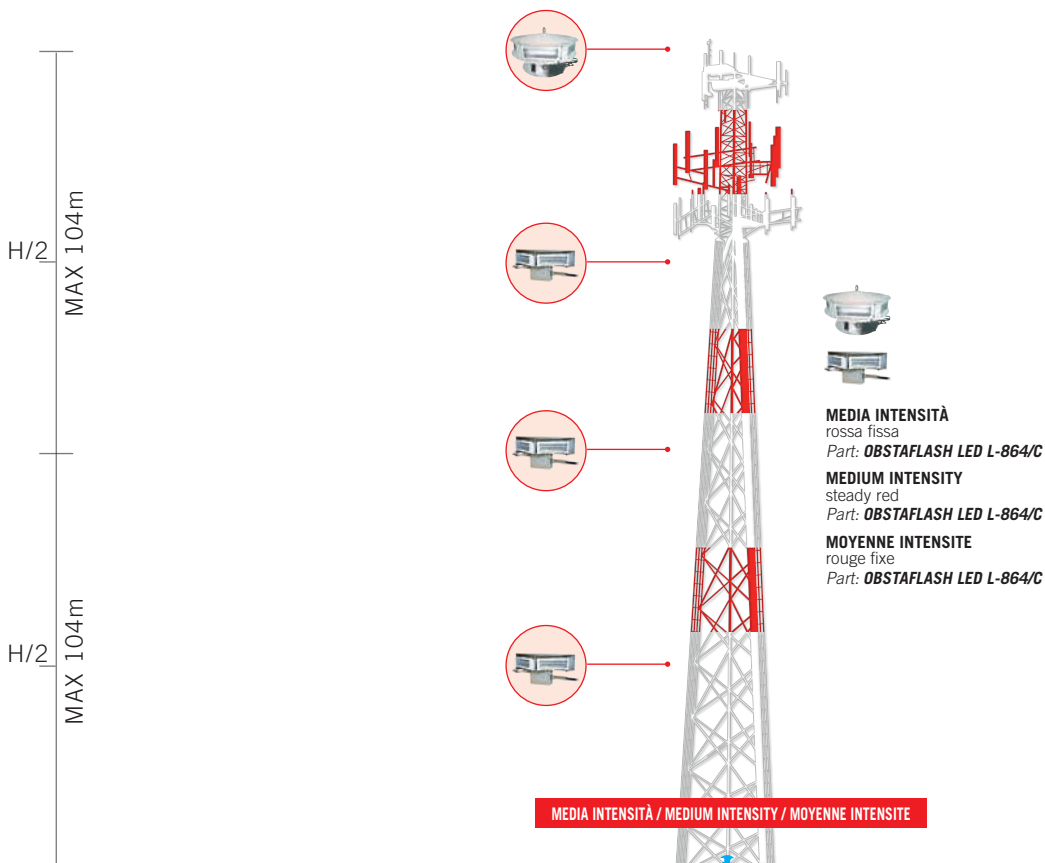 H/2
MAX 104m
H/2
MAX 104m
MEDIA INTENSITÀ
rossa fissa
Part: OBSTAFLASH LED L-864/C
MEDIUM INTENSITY
steady red
Part: OBSTAFLASH LED L-864/C
MOYENNE INTENSITE
rouge fixe
Part: OBSTAFLASH LED L-864/C
MEDIA INTENSITÀ / MEDIUM INTENSITY / MOYENNE INTENSITE